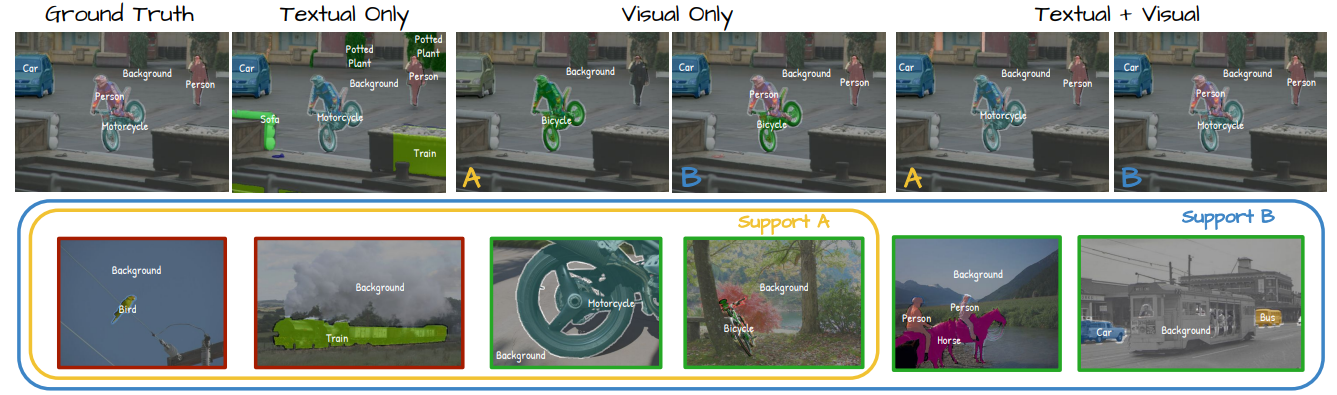 Ground Truth
Textual Only
Visual Only
Textual + Visual
Car
Background
Person
Person
Motorcycle
Car
Potted
Plant
Potted
Plant
Background
Person
Motorcycle
Sofa
Train
Background
Bicycle
A
Car
Background
Person
Person
Bicycle
B
Car
Background
Person
Motorcycle
A
Car
Background
Person
Person
Motorcycle
B
Support A
Support B
Background
Bird
Background
Train
Motorcycle
Background
Background
Bicycle
Background
Person
Person
Horse
Car
Background
Bus